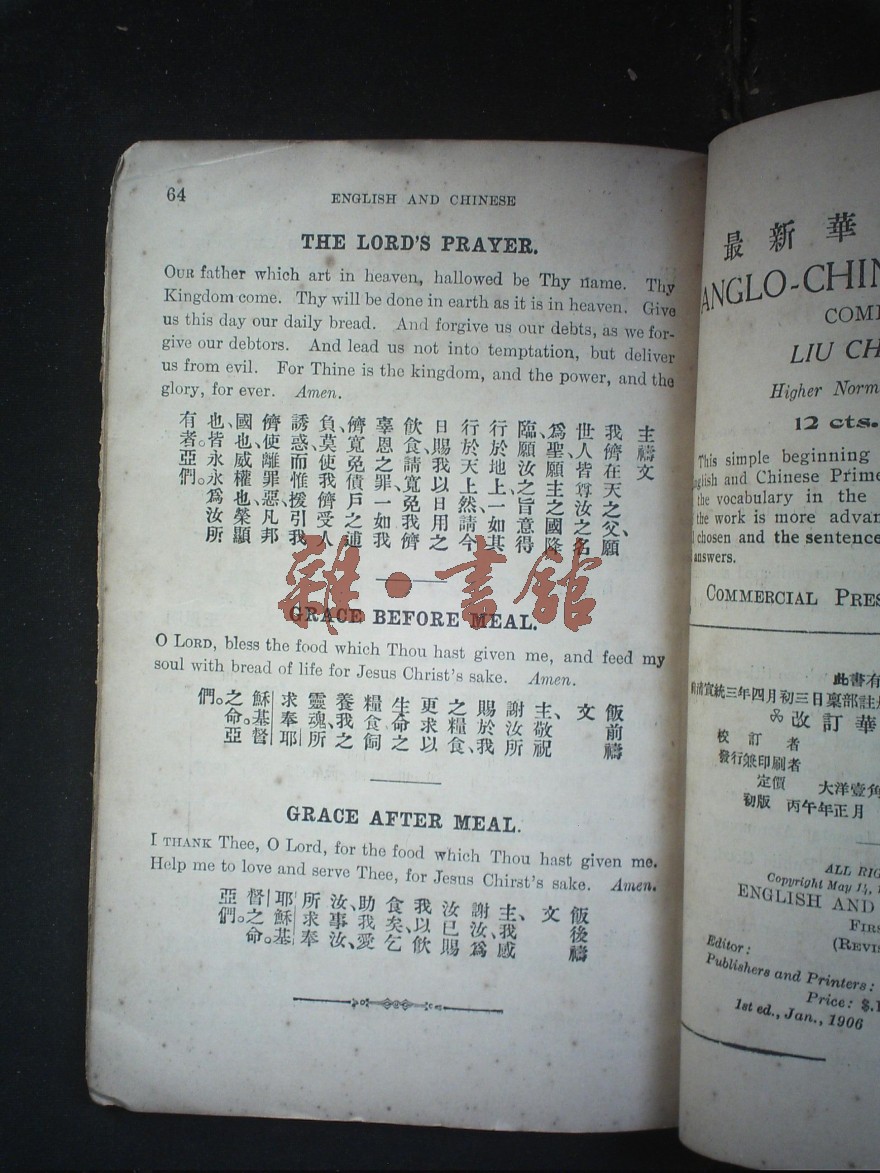 64
ENGLISH AND CHINESE
THE LORD'S PRAYER.
OUR father which art in heaven, hallowed be Thy name. Thy
Kingdom come. Thy will be done in earth as it is in heaven. Give
us this day our daily bread. And forgive us our debts, as we for-
give our debtors. And lead us not into temptation, but deliver
us from evil. For Thine is the kingdom, and the power, and the
glory, for ever. Amen.
主禱文
我儕在天之父、願
世人皆尊汝之名
爲聖、願主之國降
臨、願汝之旨意得
行於地上、一如其
行於天上然、請今
日賜我以日用之
飲食、請寬免我儕
辜恩之罪、一如我
儕寬免債戶之逋
負、莫使我儕受人
誘惑、而惟援引我
儕、使離罪惡、凡邦
國也、威權也、榮顯
也、皆永永爲汝所
有者。亞們。
雜·書館
GRACE BEFORE MEAL.
O LORD, bless the food which Thou hast given me, and feed my
soul with bread of life for Jesus Christ's sake. Amen.
飯前禱
文
主、敬祝
謝汝所
賜於我
之糧食、
更求以
生命之
糧食飼
養我之
靈魂、所
求奉耶
穌基督
之命。亞
們。
GRACE AFTER MEAL.
I THANK Thee, O Lord, for the food which Thou hast given me.
Help me to love and serve Thee, for Jesus Chirst's sake. Amen.
飯後禱
文
主、我感
謝汝、爲
汝已賜
我以飲
食矣、乞
助我愛
汝、事汝、
所求奉
耶穌基
督之命。
亞們。
最新華
ANGLO-CHIN
COM
LIU CH
Higher Norm
12 cts.
This simple beginning
glish and Chinese Prime
the vocabulary in the
the work is more advan
chosen and the sentence
answers.
COMMERCIAL PRES
此書有
清宣統三年四月初三日稟部註
改訂華
校訂者
發行兼印刷者
定價 大洋壹角
初版 丙午年正月
ALL RIG
Copyright May 14,
ENGLISH AND
FIRS
(REVIS
Editor:
Publishers and Printers:
Price: $.1
1st ed., Jan., 1906